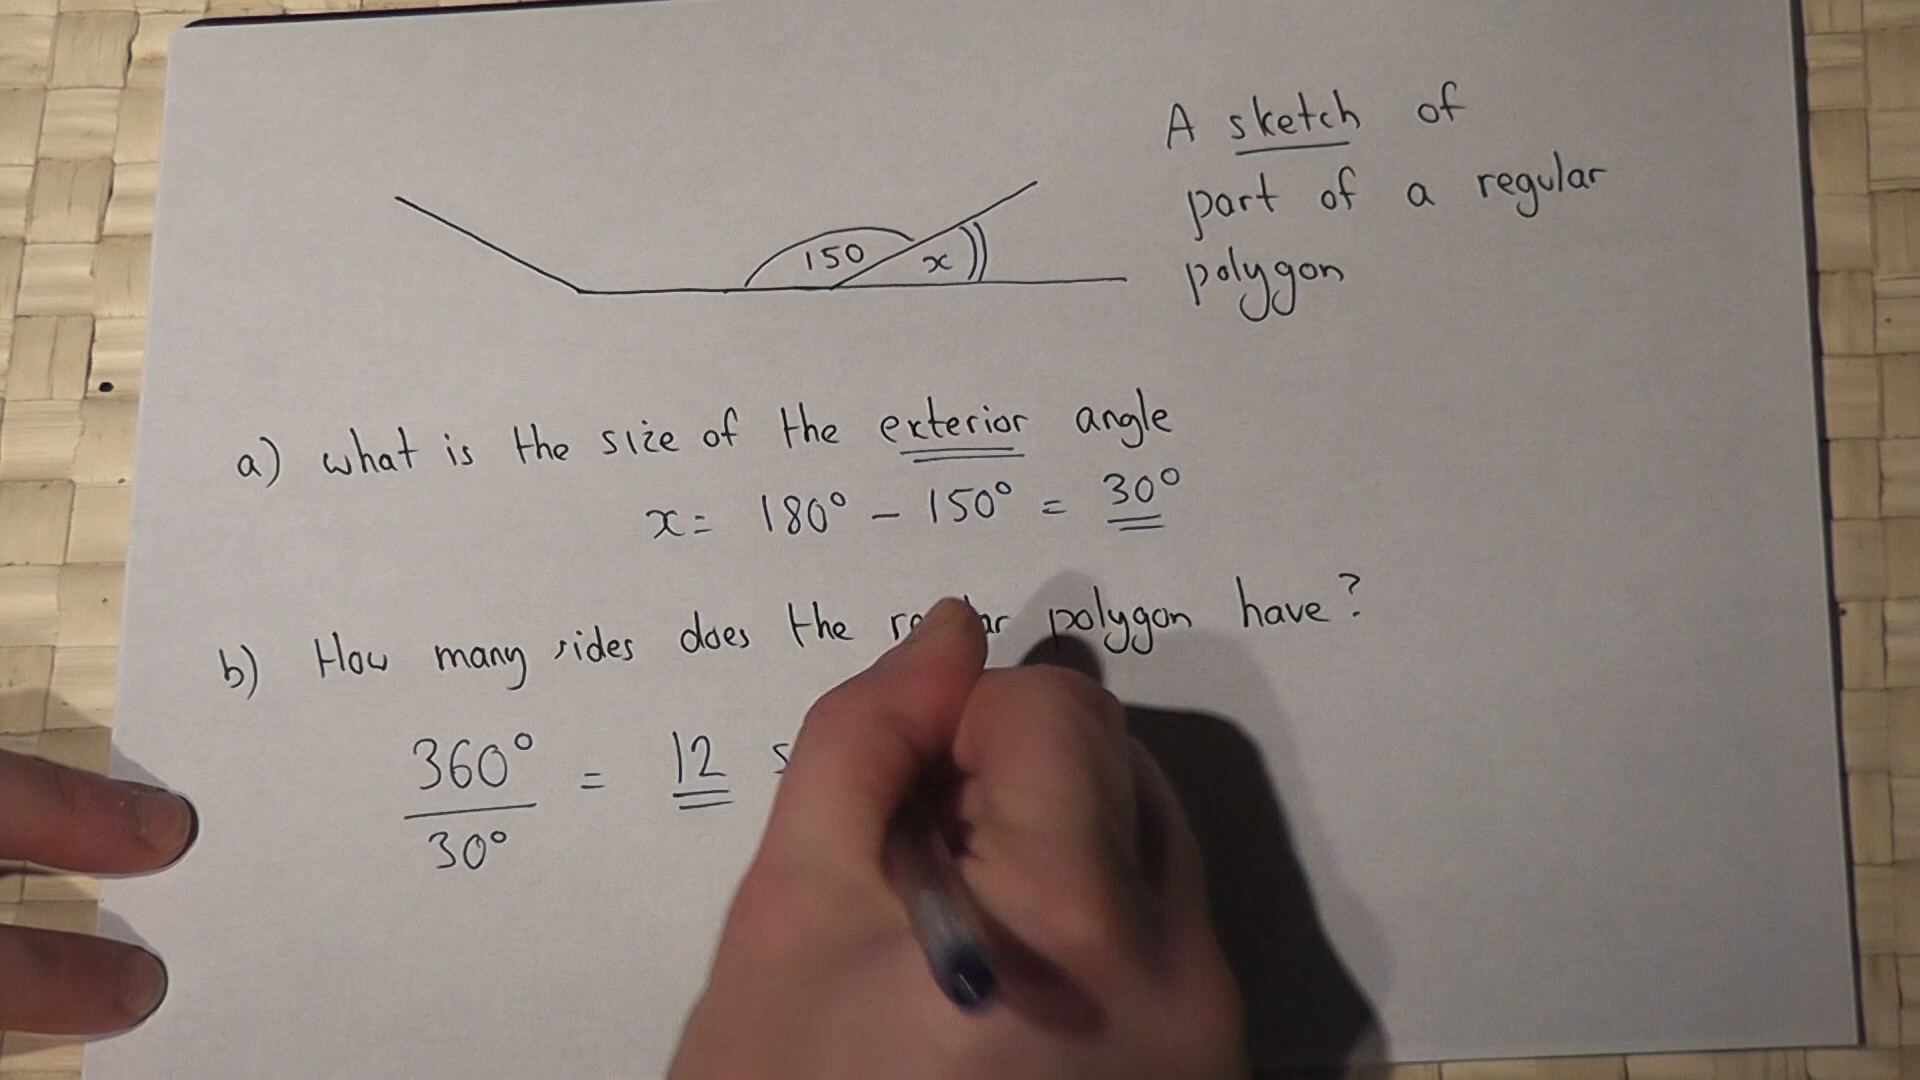 A sketch of
part of a regular
polygon
150 x
a) what is the size of the exterior angle
x = 180° - 150° = 30°
b) How many sides does the polygon have?
360° = 12
30°